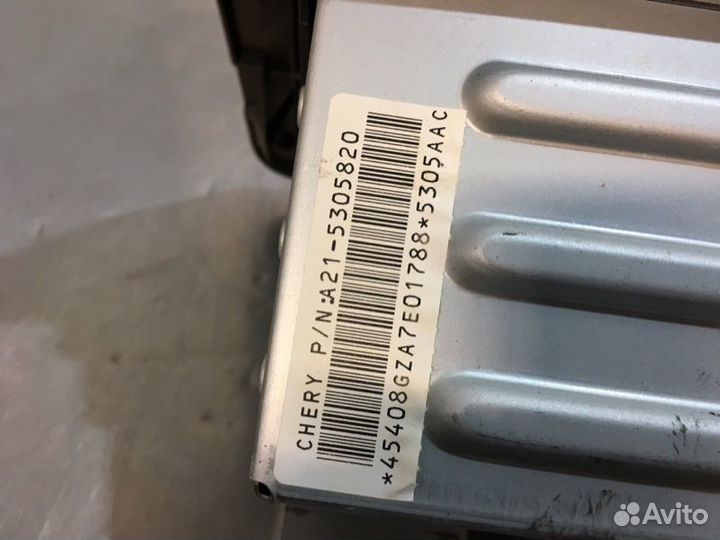 CHERY P/N:A21-5305820
*45408GZA7E01788*5305AAC
Avito